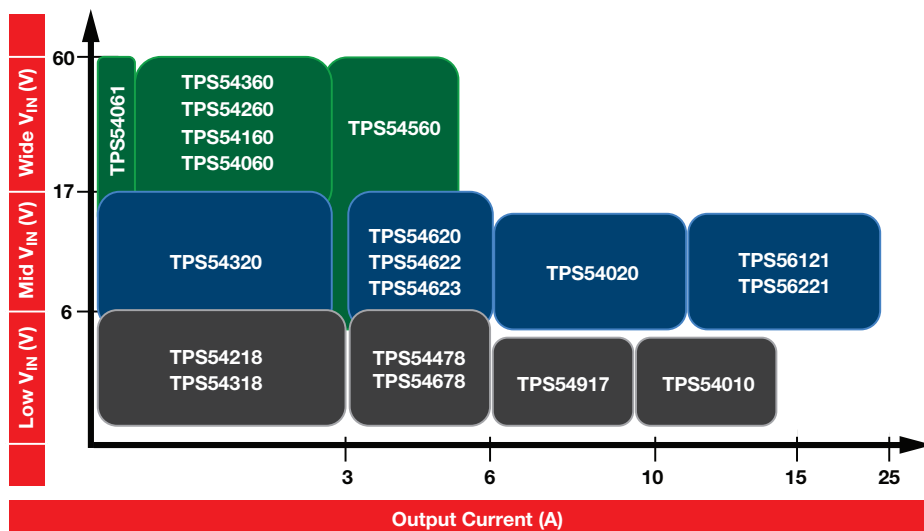 60
Wide VIN (V)
TPS54061
TPS54360
TPS54260
TPS54160
TPS54060
TPS54560
17
Mid VIN (V)
TPS54320
TPS54620
TPS54622
TPS54623
TPS54020
TPS56121
TPS56221
6
Low VIN (V)
TPS54218
TPS54318
TPS54478
TPS54678
TPS54917
TPS54010
3
6
10
15
25
Output Current (A)